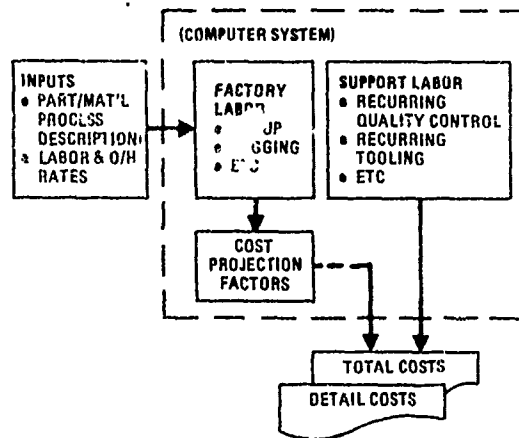 (COMPUTER SYSTEM)
INPUTS
• PART/MAT'L
PROCESS
DESCRIPTION
• LABOR & O/H
RATES
FACTORY
LABOR
•
•
• ETC
SUPPORT LABOR
• RECURRING
QUALITY CONTROL
• RECURRING
TOOLING
• ETC
COST
PROJECTION
FACTORS
TOTAL COSTS
DETAIL COSTS